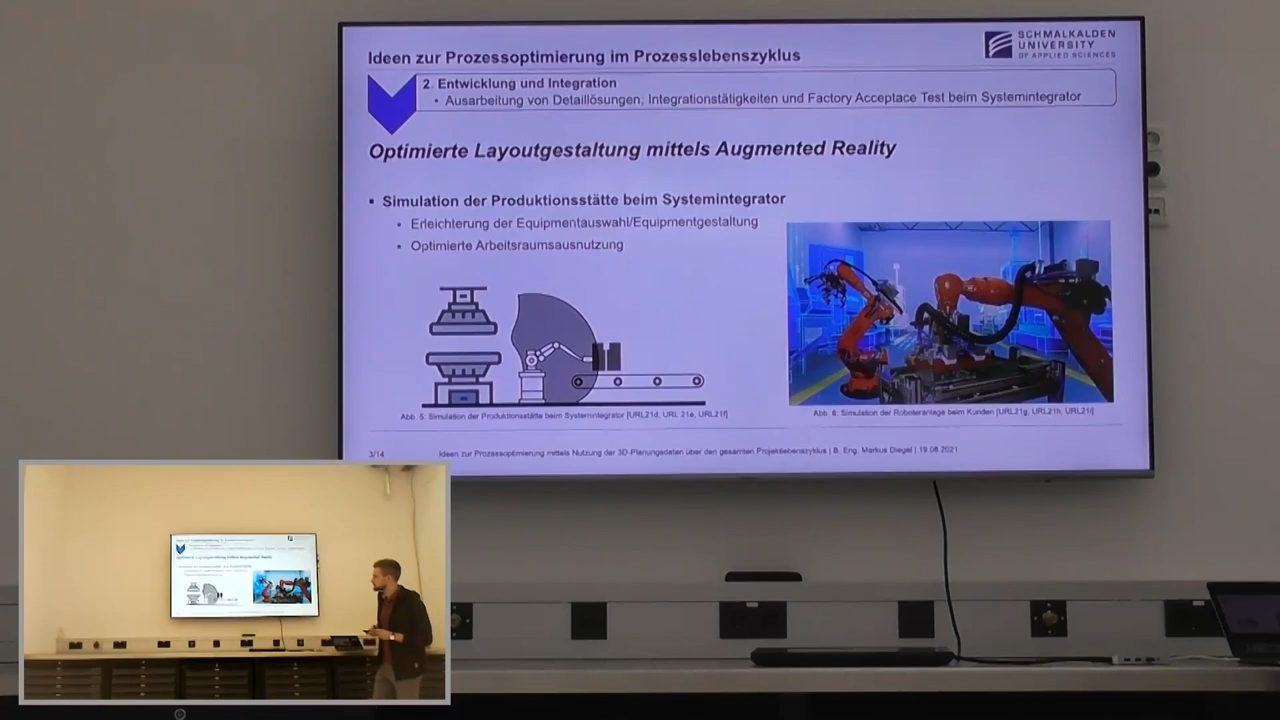 Ideen zur Prozessoptimierung im Prozesslebenszyklus
SCHMALKALDEN
UNIVERSITY
OF APPLIED SCIENCES
2. Entwicklung und Integration
• Ausarbeitung von Detaillösungen, Integrationstätigkeiten und Factory Acceptace Test beim Systemintegrator
Optimierte Layoutgestaltung mittels Augmented Reality
▪ Simulation der Produktionsstätte beim Systemintegrator
• Erleichterung der Equipmentauswahl/Equipmentgestaltung
• Optimierte Arbeitsraumsausnutzung
Abb. 5: Simulation der Produktionsstätte beim Systemintegrator [URL21d, URL 21e, URL21f]
Abb. 6: Simulation der Roboteranlage beim Kunden [URL21g, URL21h, URL21i]
3/14
Ideen zur Prozessoptimierung mittels Nutzung der 3D-Planungsdaten über den gesamten Projektlebenszyklus | B. Eng. Markus Diegel | 19.08.2021